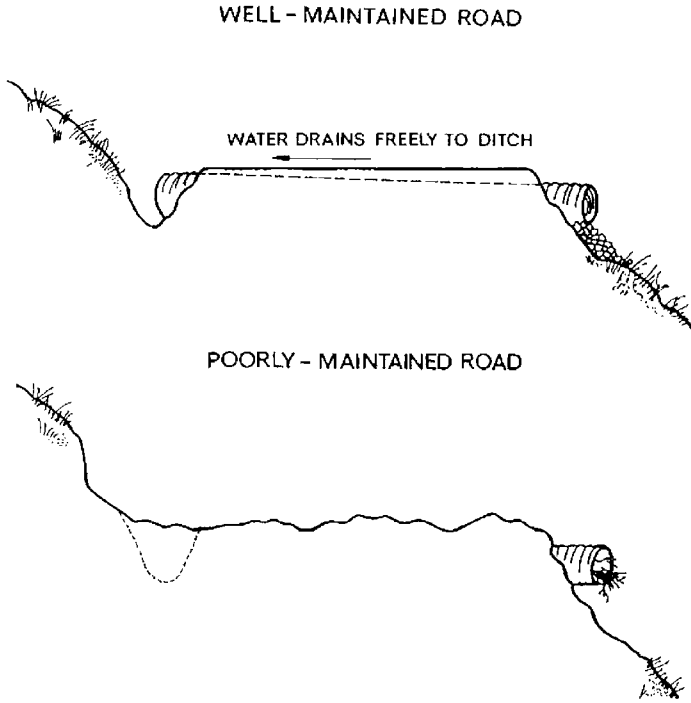 WELL - MAINTAINED ROAD
WATER DRAINS FREELY TO DITCH
POORLY - MAINTAINED ROAD